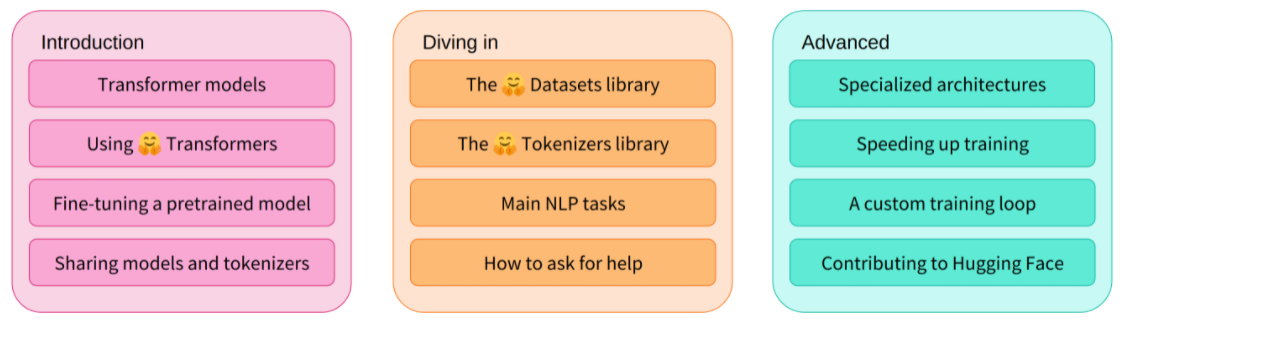 Introduction
Transformer models
Using 🤗 Transformers
Fine-tuning a pretrained model
Sharing models and tokenizers
Diving in
The 🤗 Datasets library
The 🤗 Tokenizers library
Main NLP tasks
How to ask for help
Advanced
Specialized architectures
Speeding up training
A custom training loop
Contributing to Hugging Face